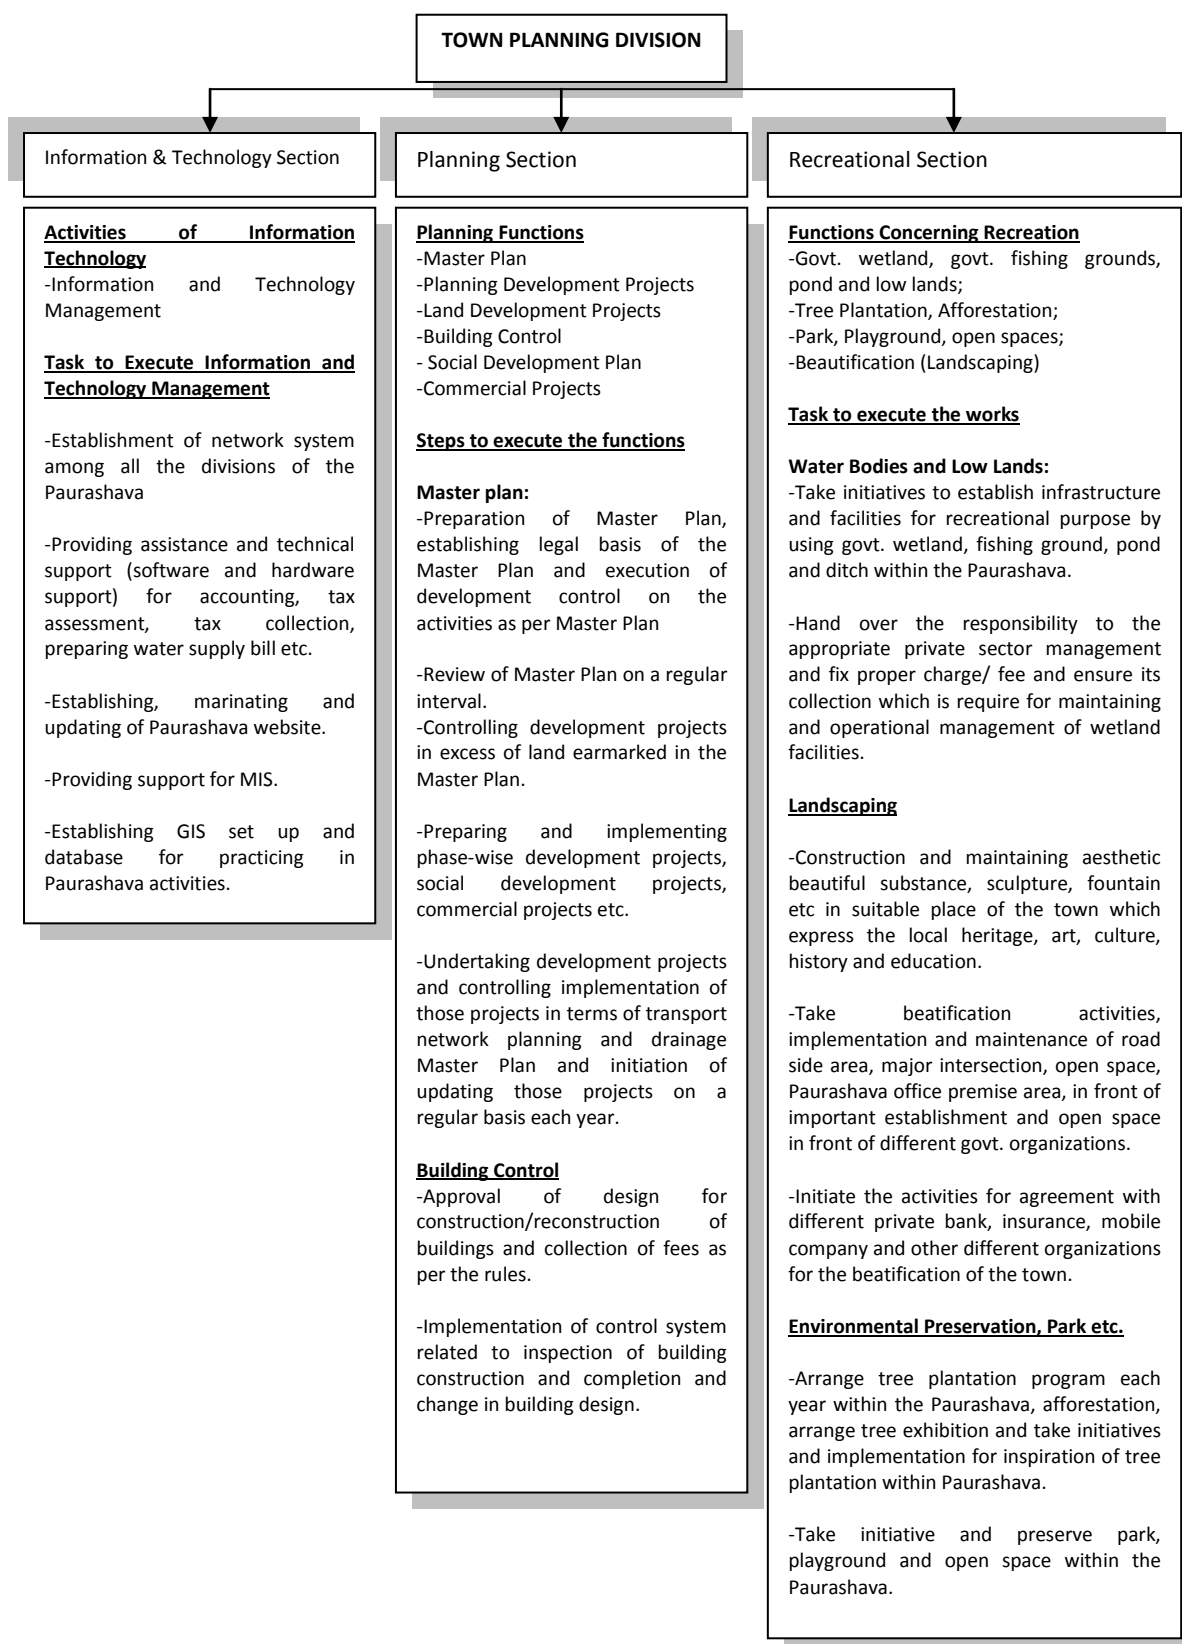 TOWN PLANNING DIVISION
Information & Technology Section
Activities of Information
Technology
-Information and Technology
Management
Task to Execute Information and
Technology Management
-Establishment of network system
among all the divisions of the
Paurashava
-Providing assistance and technical
support (software and hardware
support) for accounting, tax
assessment, tax collection,
preparing water supply bill etc.
-Establishing, marinating and
updating of Paurashava website.
-Providing support for MIS.
-Establishing GIS set up and
database for practicing in
Paurashava activities.
Planning Section
Planning Functions
-Master Plan
-Planning Development Projects
-Land Development Projects
-Building Control
- Social Development Plan
-Commercial Projects
Steps to execute the functions
Master plan:
-Preparation of Master Plan,
establishing legal basis of the
Master Plan and execution of
development control on the
activities as per Master Plan
-Review of Master Plan on a regular
interval.
-Controlling development projects
in excess of land earmarked in the
Master Plan.
-Preparing and implementing
phase-wise development projects,
social development projects,
commercial projects etc.
-Undertaking development projects
and controlling implementation of
those projects in terms of transport
network planning and drainage
Master Plan and initiation of
updating those projects on a
regular basis each year.
Building Control
-Approval of design for
construction/reconstruction of
buildings and collection of fees as
per the rules.
-Implementation of control system
related to inspection of building
construction and completion and
change in building design.
Recreational Section
Functions Concerning Recreation
-Govt. wetland, govt. fishing grounds,
pond and low lands;
-Tree Plantation, Afforestation;
-Park, Playground, open spaces;
-Beautification (Landscaping)
Task to execute the works
Water Bodies and Low Lands:
-Take initiatives to establish infrastructure
and facilities for recreational purpose by
using govt. wetland, fishing ground, pond
and ditch within the Paurashava.
-Hand over the responsibility to the
appropriate private sector management
and fix proper charge/ fee and ensure its
collection which is require for maintaining
and operational management of wetland
facilities.
Landscaping
-Construction and maintaining aesthetic
beautiful substance, sculpture, fountain
etc in suitable place of the town which
express the local heritage, art, culture,
history and education.
-Take beatification activities,
implementation and maintenance of road
side area, major intersection, open space,
Paurashava office premise area, in front of
important establishment and open space
in front of different govt. organizations.
-Initiate the activities for agreement with
different private bank, insurance, mobile
company and other different organizations
for the beatification of the town.
Environmental Preservation, Park etc.
-Arrange tree plantation program each
year within the Paurashava, afforestation,
arrange tree exhibition and take initiatives
and implementation for inspiration of tree
plantation within Paurashava.
-Take initiative and preserve park,
playground and open space within the
Paurashava.